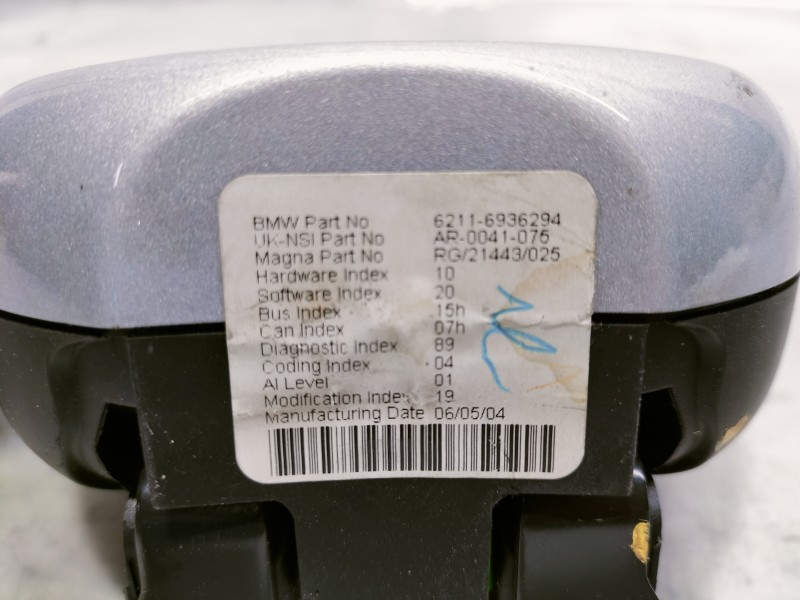 BMW Part No 6211-6936294
UK-NSI Part No AR-0041-075
Magna Part No RG/21443/025
Hardware Index 10
Software Index 20
Bus Index 15h
Can Index 07h
Diagnostic Index 89
Coding Index 04
AI Level 01
Modification Index 19
Manufacturing Date 06/05/04